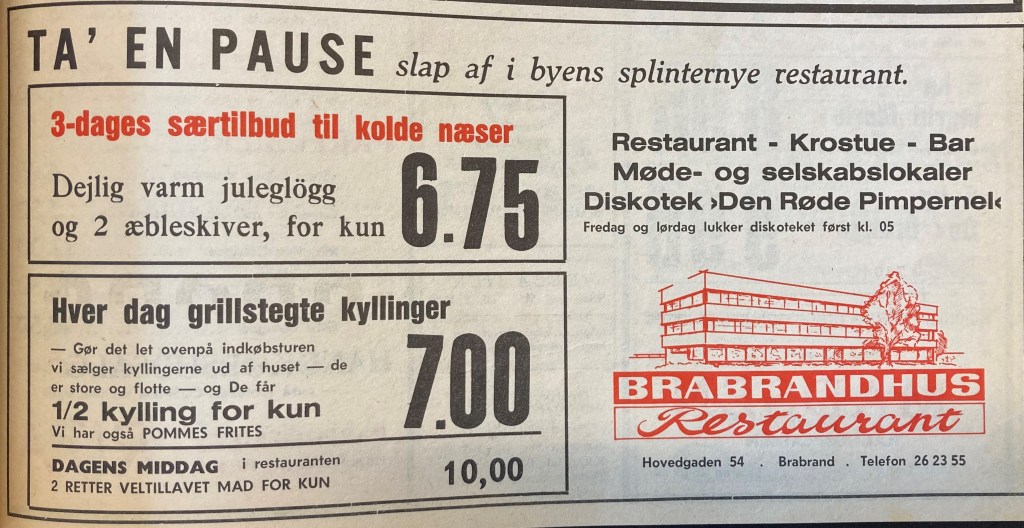 TA' EN PAUSE slap af i byens splinternye restaurant.
3-dages særtilbud til kolde næser
Dejlig varm juleglögg
og 2 æbleskiver, for kun
6.75
Hver dag grillstegte kyllinger
— Gør det let ovenpå indkøbsturen
vi sælger kyllingerne ud af huset — de
er store og flotte — og De får
1/2 kylling for kun
Vi har også POMMES FRITES
7.00
DAGENS MIDDAG i restauranten
2 RETTER VELTILLAVET MAD FOR KUN
10,00
Restaurant - Krostue - Bar
Møde- og selskabslokaler
Diskotek ›Den Røde Pimpernel‹
Fredag og lørdag lukker diskoteket først kl. 05
BRABRANDHUS
Restaurant
Hovedgaden 54 . Brabrand . Telefon 26 23 55